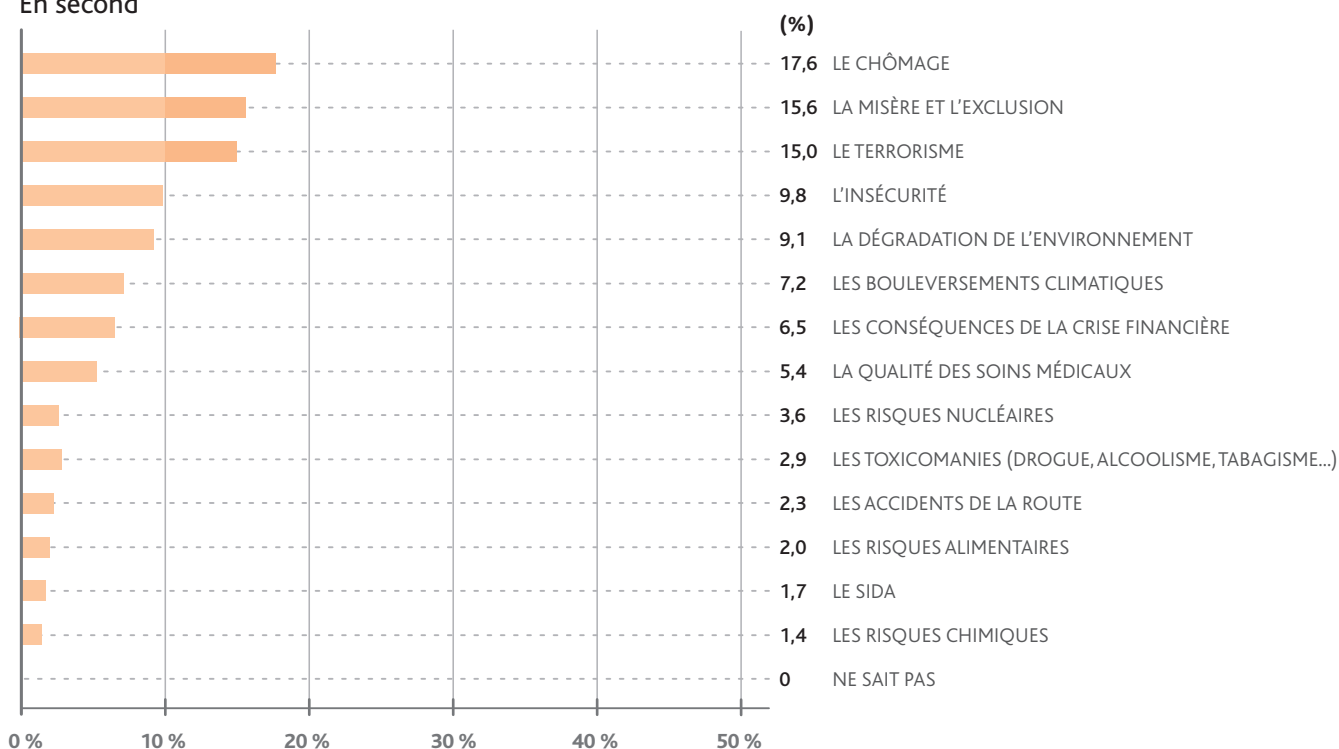 En second
(%)
17,6 LE CHÔMAGE
15,6 LA MISÈRE ET L'EXCLUSION
15,0 LE TERRORISME
9,8 L'INSÉCURITÉ
9,1 LA DÉGRADATION DE L'ENVIRONNEMENT
7,2 LES BOULEVERSEMENTS CLIMATIQUES
6,5 LES CONSÉQUENCES DE LA CRISE FINANCIÈRE
5,4 LA QUALITÉ DES SOINS MÉDICAUX
3,6 LES RISQUES NUCLÉAIRES
2,9 LES TOXICOMANIES (DROGUE, ALCOOLISME, TABAGISME...)
2,3 LES ACCIDENTS DE LA ROUTE
2,0 LES RISQUES ALIMENTAIRES
1,7 LE SIDA
1,4 LES RISQUES CHIMIQUES
0 NE SAIT PAS
0 % 10 % 20 % 30 % 40 % 50 %